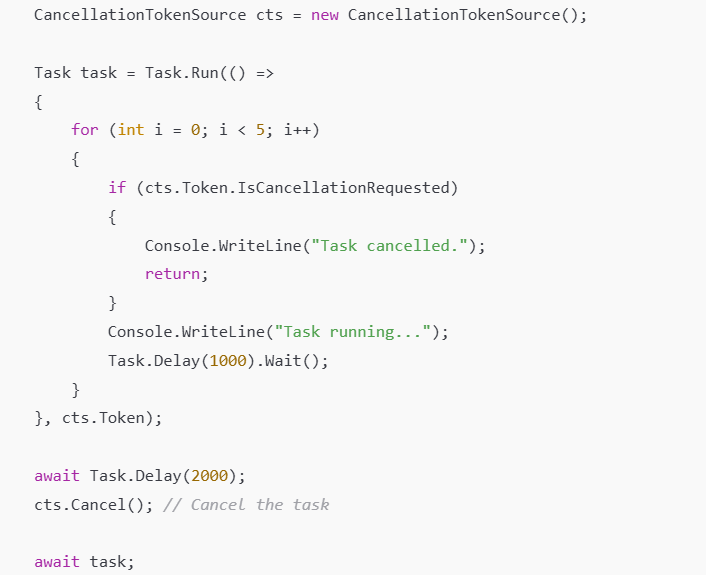 CancellationTokenSource cts = new CancellationTokenSource();

Task task = Task.Run(() =>
{
    for (int i = 0; i < 5; i++)
    {
        if (cts.Token.IsCancellationRequested)
        {
            Console.WriteLine("Task cancelled.");
            return;
        }
        Console.WriteLine("Task running...");
        Task.Delay(1000).Wait();
    }
}, cts.Token);

await Task.Delay(2000);
cts.Cancel(); // Cancel the task

await task;